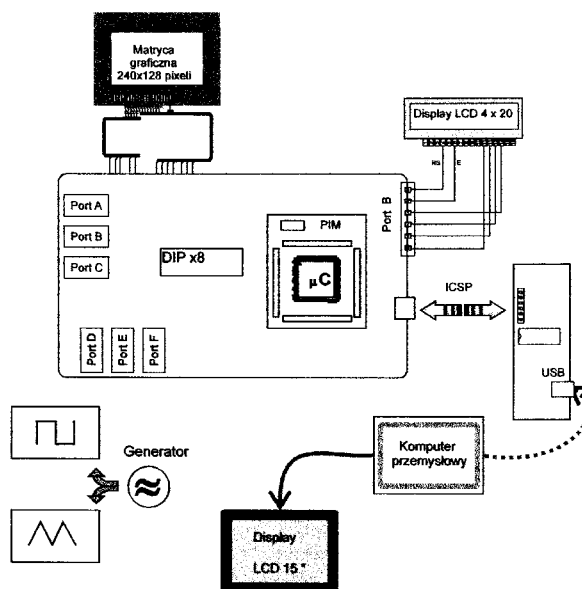 Matryca
graficzna
240x128 pixeli
Display LCD 4 x 20
RS E
Port A
Port B
Port C
DIP x8
PIM
µC
Port B
ICSP
Port D
Port E
Port F
USB
Generator
Komputer
przemysłowy
Display
LCD 15 "